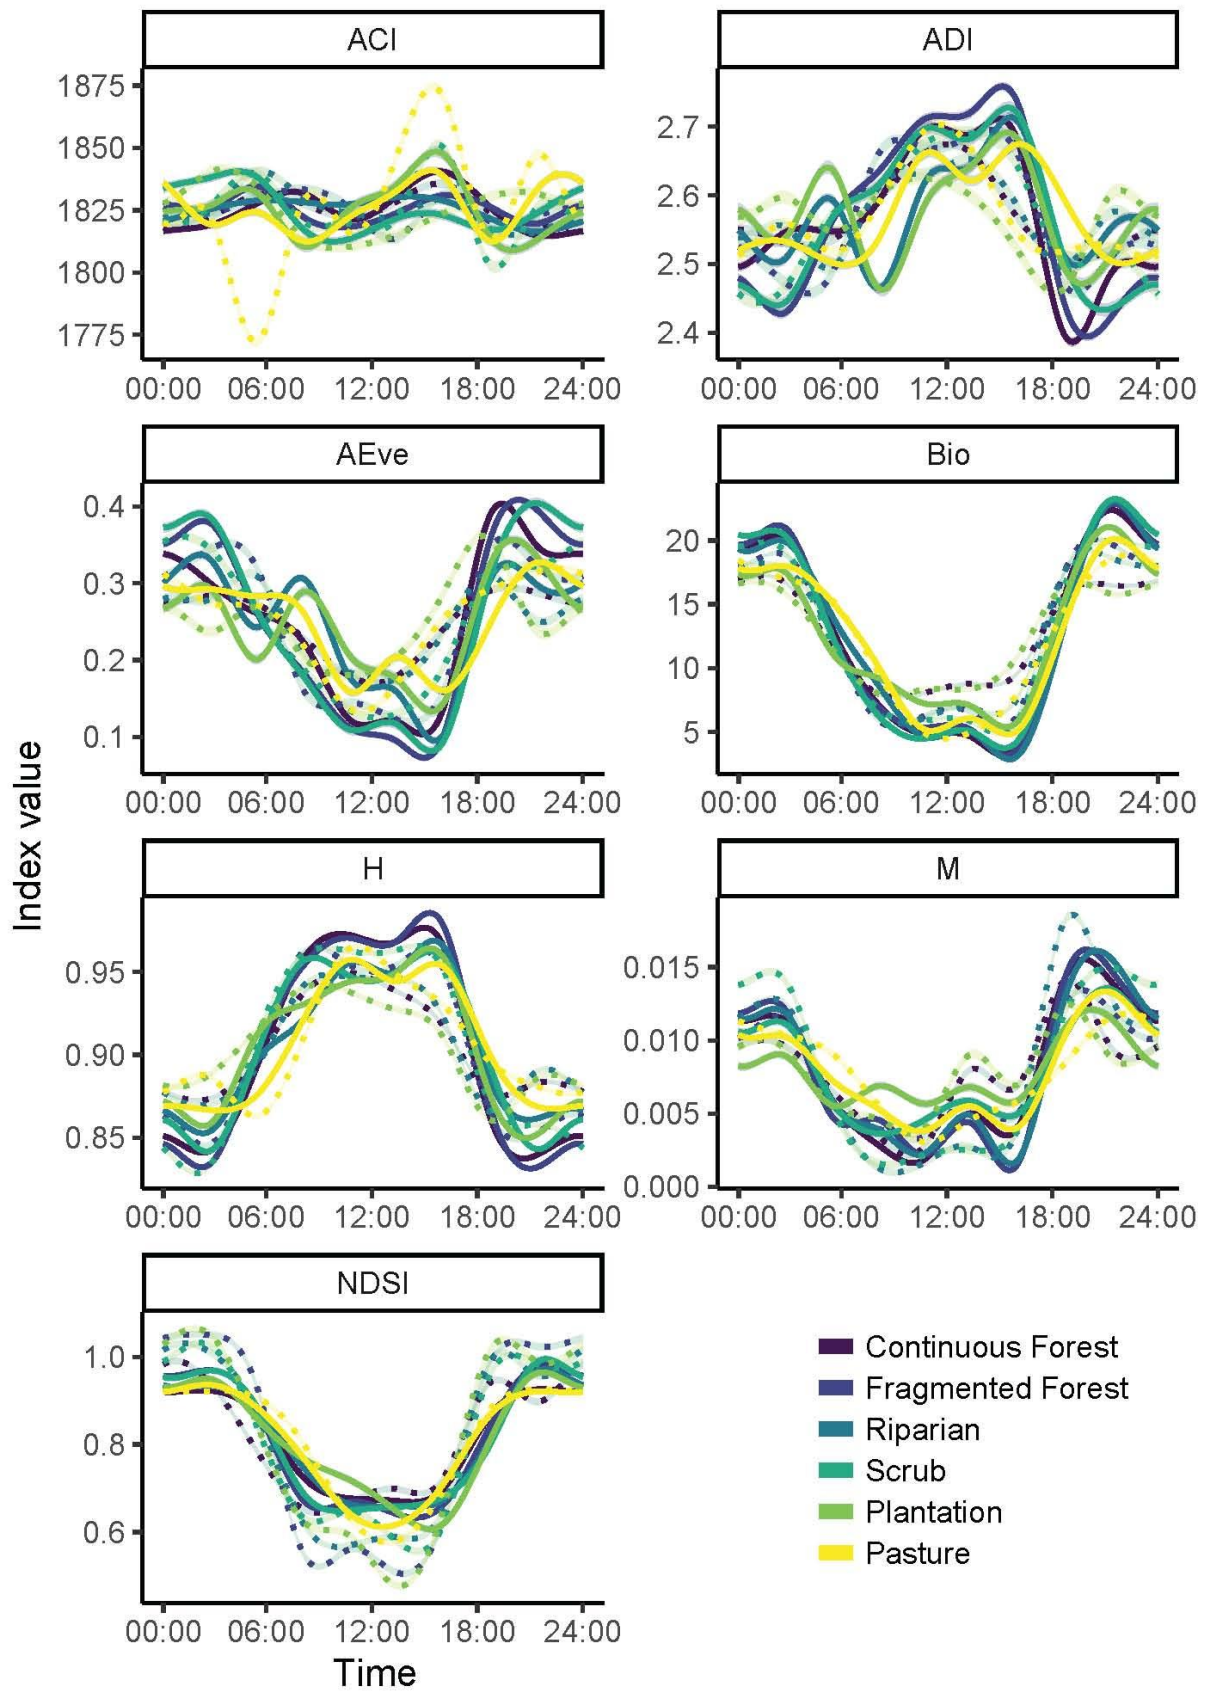 ACI
ADI
1875
1850
1825
1800
1775
2.7
2.6
2.5
2.4
00:00 06:00 12:00 18:00 24:00
00:00 06:00 12:00 18:00 24:00
AEve
Bio
0.4
0.3
0.2
0.1
20
15
10
5
00:00 06:00 12:00 18:00 24:00
00:00 06:00 12:00 18:00 24:00
Index value
H
M
0.95
0.90
0.85
0.015
0.010
0.005
0.000
00:00 06:00 12:00 18:00 24:00
00:00 06:00 12:00 18:00 24:00
NDSI
1.0
0.8
0.6
00:00 06:00 12:00 18:00 24:00
Time
Continuous Forest
Fragmented Forest
Riparian
Scrub
Plantation
Pasture